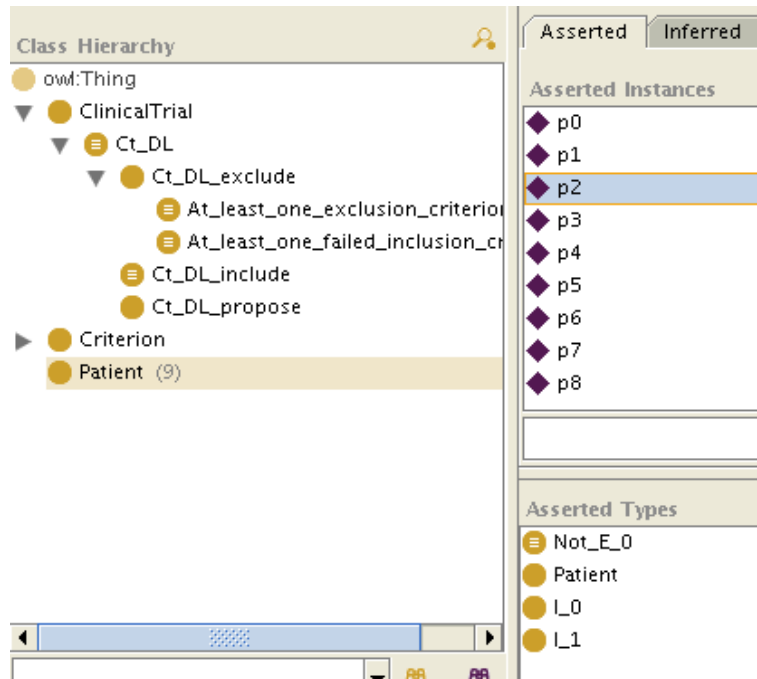 Class Hierarchy
owl:Thing
ClinicalTrial
Ct_DL
Ct_DL_exclude
At_least_one_exclusion_criterio
At_least_one_failed_inclusion_cr
Ct_DL_include
Ct_DL_propose
Criterion
Patient (9)
Asserted Inferred
Asserted Instances
p0
p1
p2
p3
p4
p5
p6
p7
p8
Asserted Types
Not_E_0
Patient
I_0
I_1